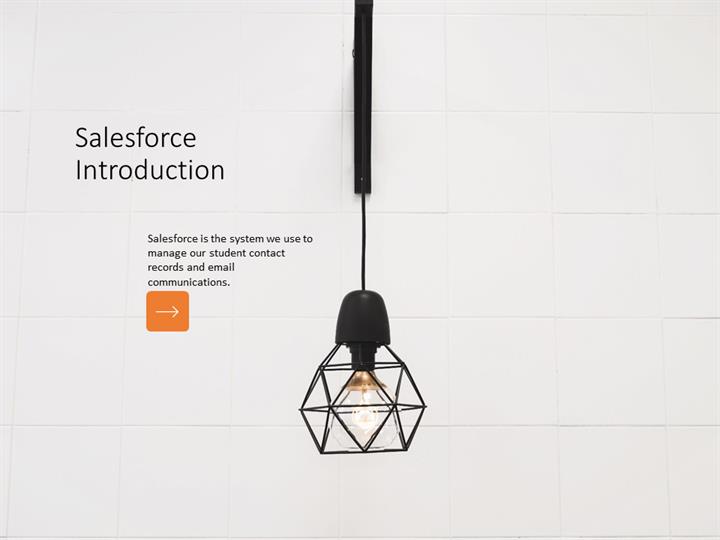 Salesforce
Introduction
Salesforce is the system we use to
manage our student contact
records and email
communications.